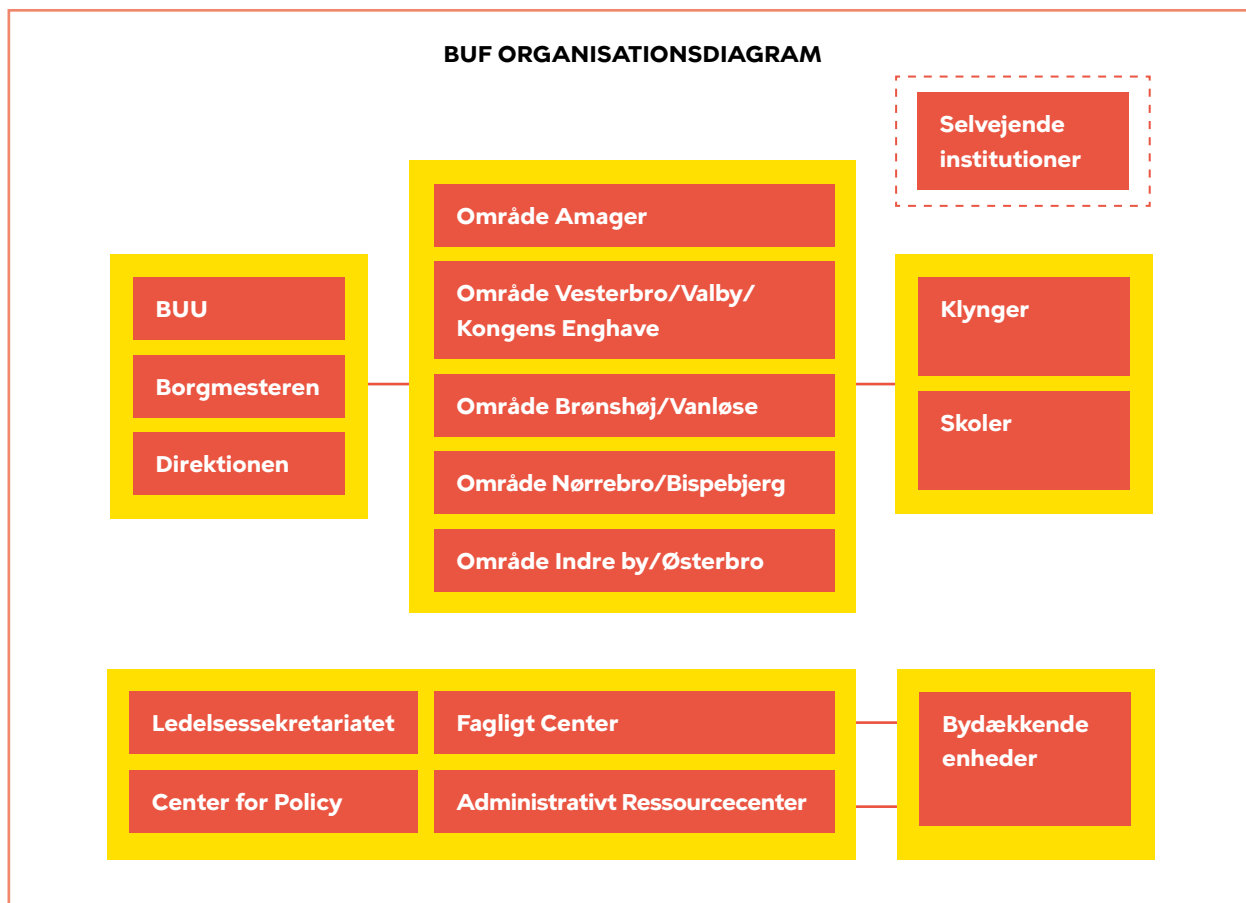 BUF ORGANISATIONSDIAGRAM
Selvejende
institutioner
BUU
Borgmesteren
Direktionen
Område Amager
Område Vesterbro/Valby/
Kongens Enghave
Område Brønshøj/Vanløse
Område Nørrebro/Bispebjerg
Område Indre by/Østerbro
Klynger
Skoler
Ledelsessekretariatet
Fagligt Center
Center for Policy
Administrativt Ressourcecenter
Bydækkende
enheder